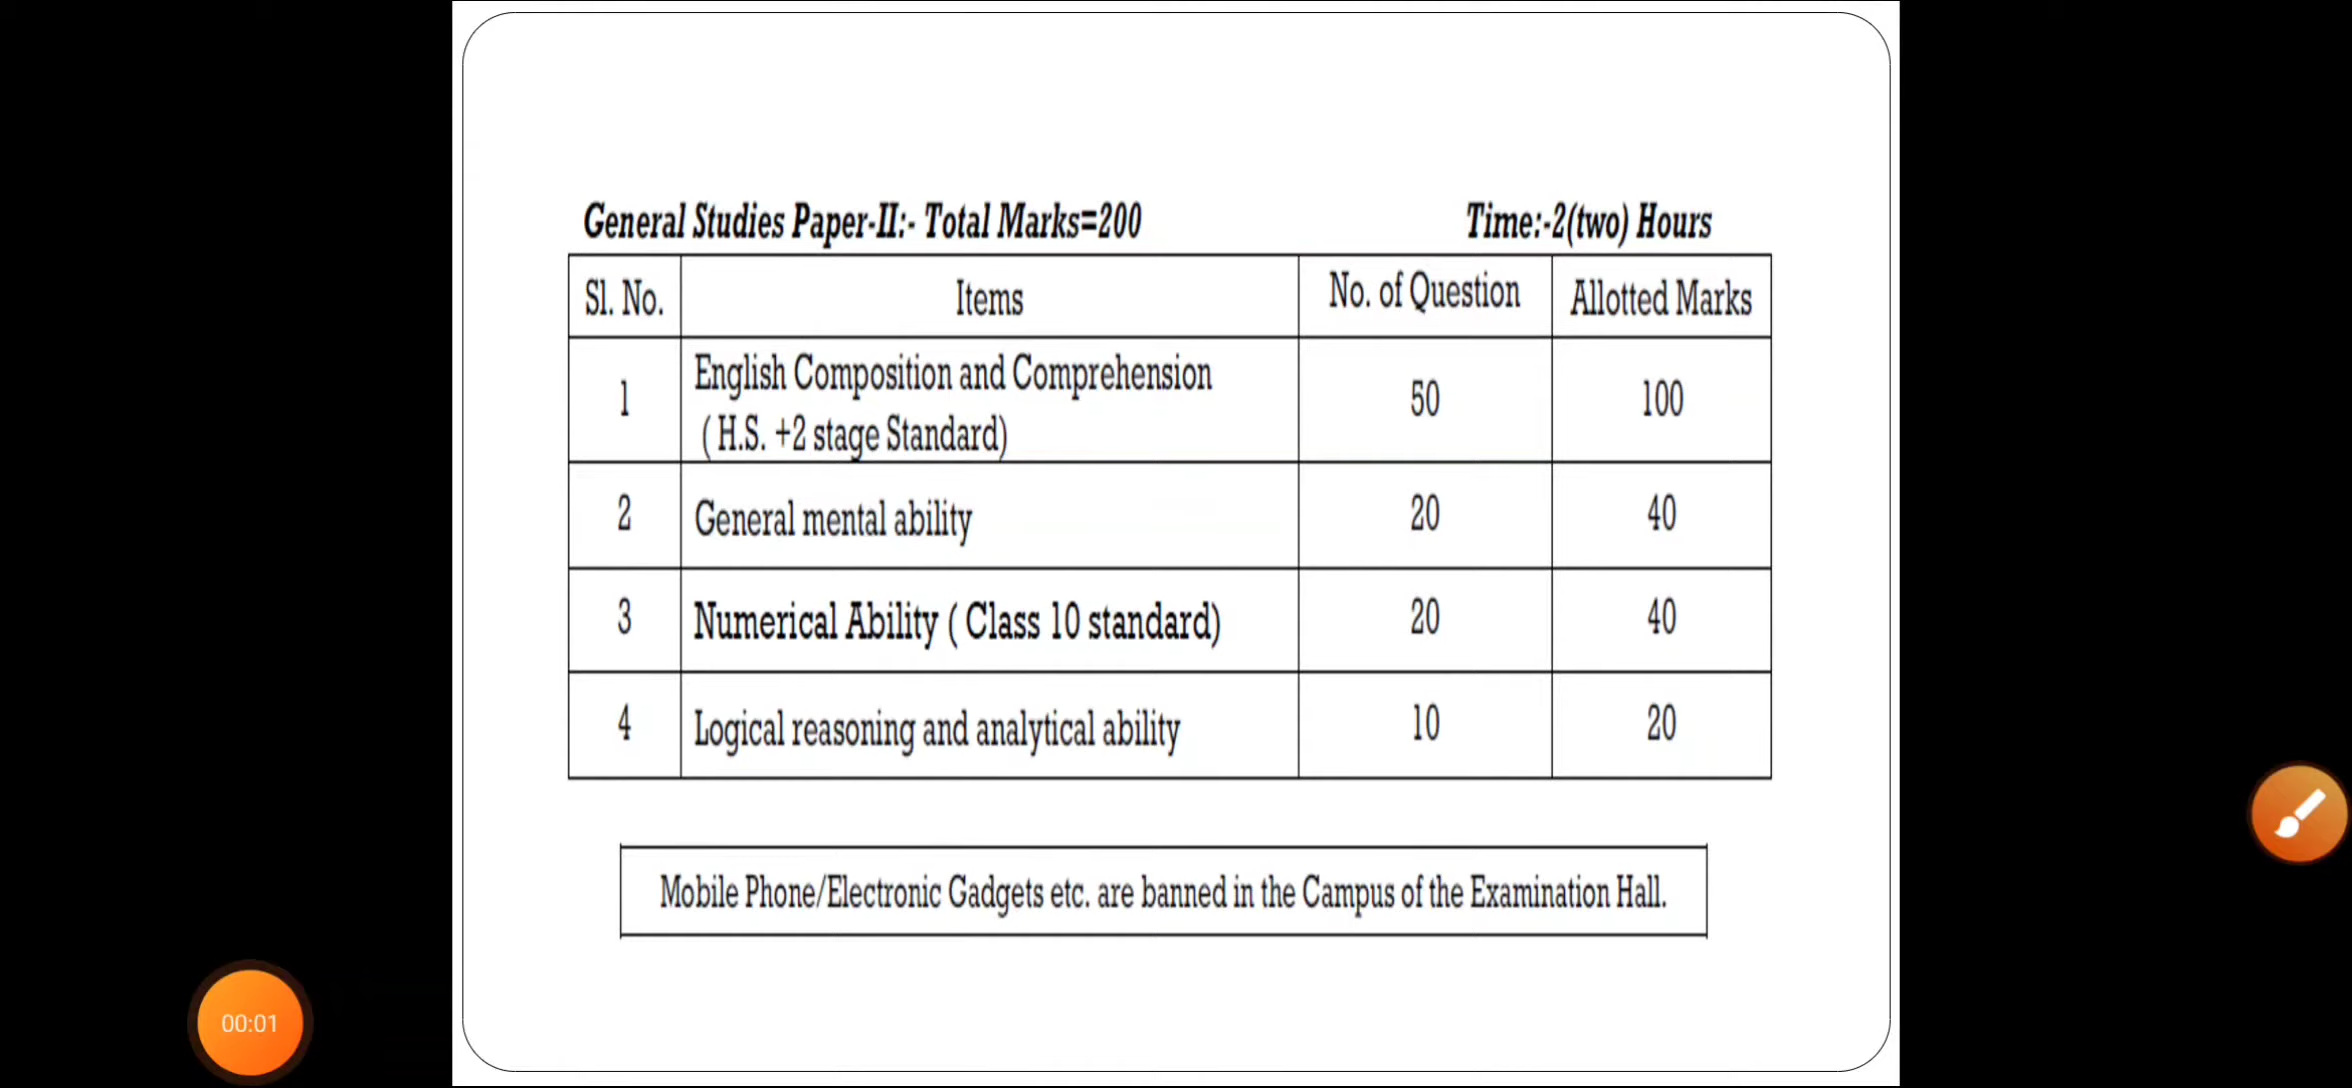 General Studies Paper-II:- Total Marks=200 Time:-2(two) Hours
Sl. No. Items No. of Question Allotted Marks
1 English Composition and Comprehension 50 100
( H.S. +2 stage Standard)
2 General mental ability 20 40
3 Numerical Ability ( Class 10 standard) 20 40
4 Logical reasoning and analytical ability 10 20
Mobile Phone/Electronic Gadgets etc. are banned in the Campus of the Examination Hall.
00:01